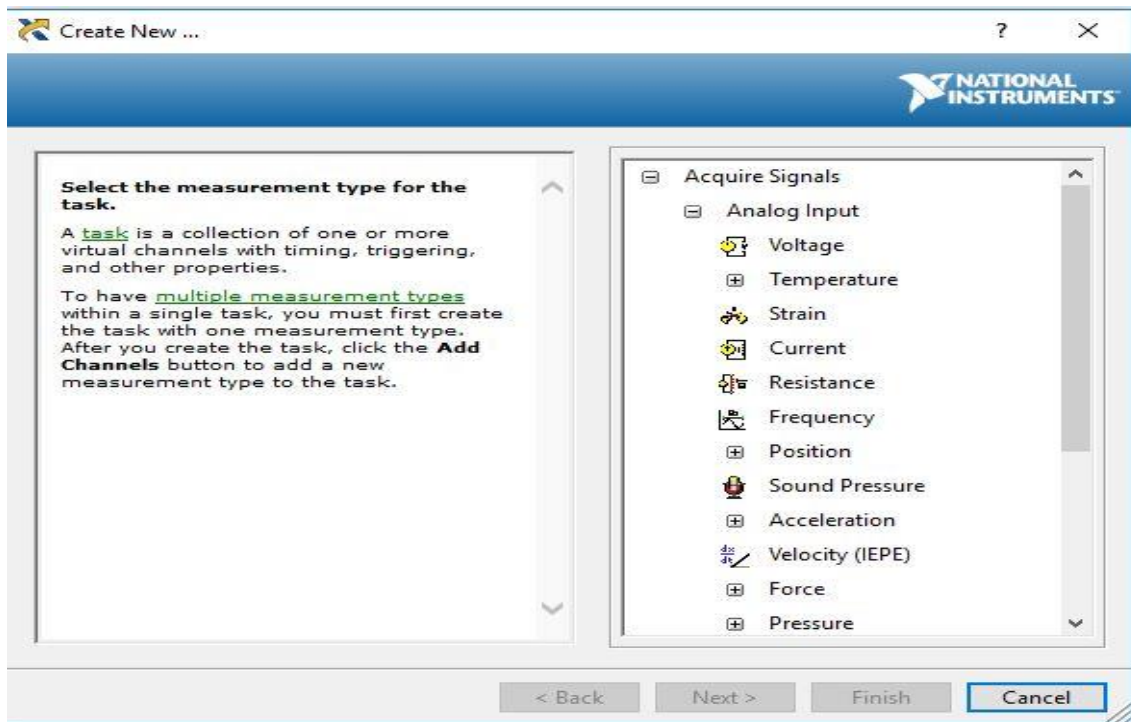 Create New ...
NATIONAL
INSTRUMENTS
Select the measurement type for the
task.
A task is a collection of one or more
virtual channels with timing, triggering,
and other properties.
To have multiple measurement types
within a single task, you must first create
the task with one measurement type.
After you create the task, click the Add
Channels button to add a new
measurement type to the task.
Acquire Signals
Analog Input
Voltage
Temperature
Strain
Current
Resistance
Frequency
Position
Sound Pressure
Acceleration
Velocity (IEPE)
Force
Pressure
< Back
Next >
Finish
Cancel